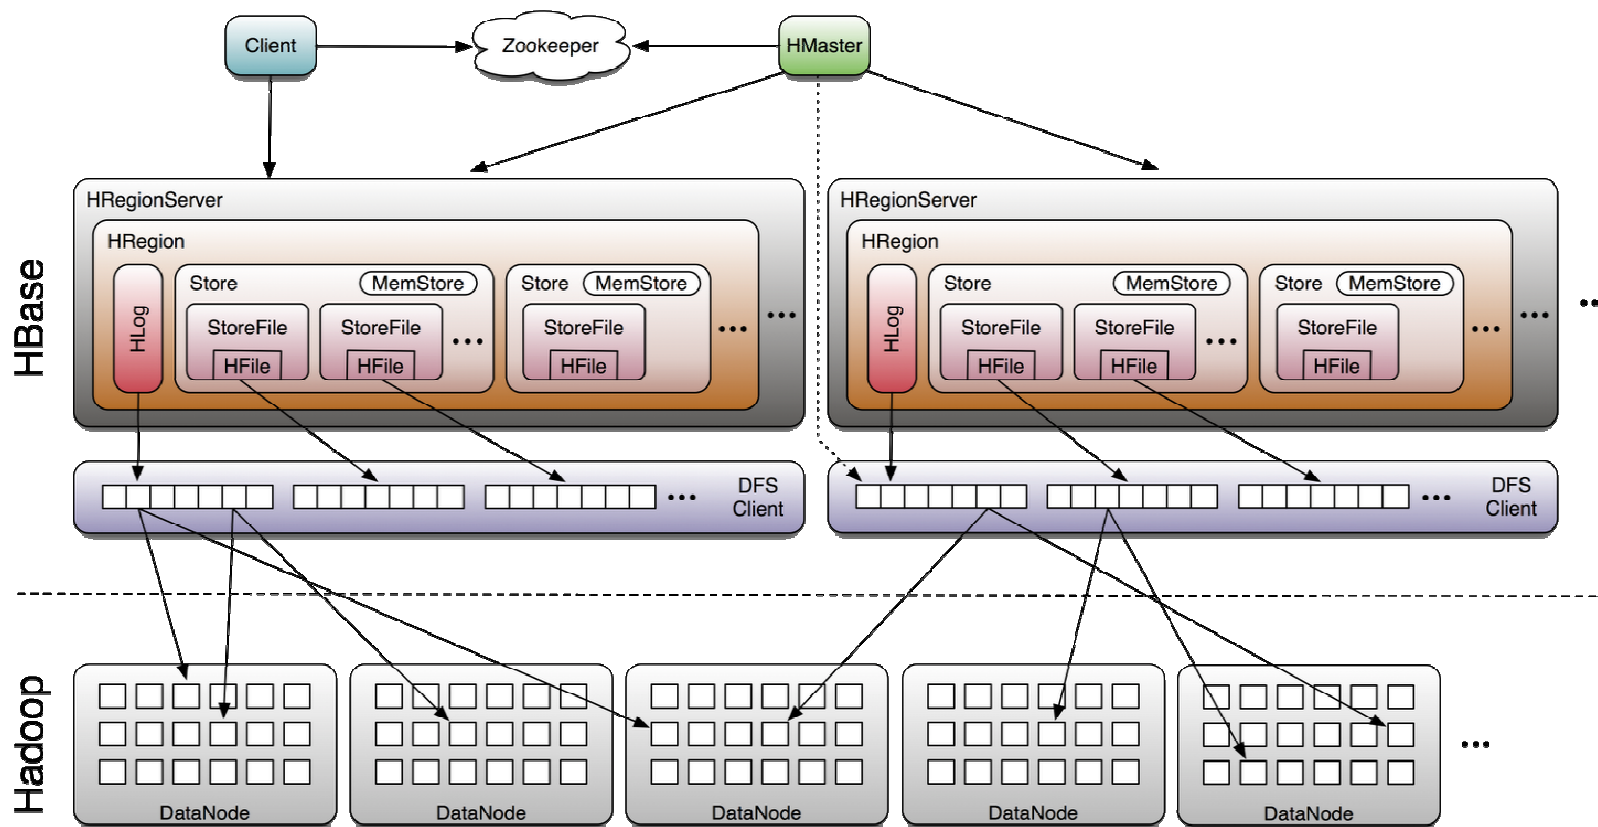 Client
Zookeeper
HMaster
HBase
HRegionServer
HRegion
HLog
Store
MemStore
StoreFile
HFile
StoreFile
HFile
...
Store
MemStore
StoreFile
HFile
...
...
HRegionServer
HRegion
HLog
Store
MemStore
StoreFile
HFile
StoreFile
HFile
...
Store
MemStore
StoreFile
HFile
...
...
..
...
DFS
Client
...
DFS
Client
Hadoop
DataNode
DataNode
DataNode
DataNode
DataNode
...